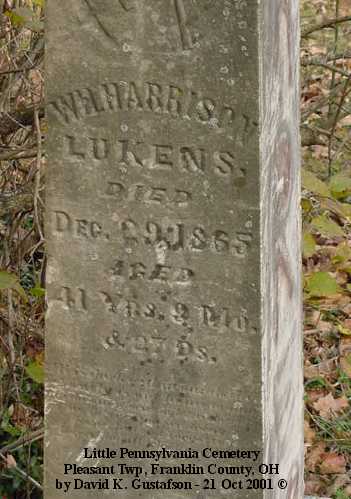 WM. HARRISON
LUKENS,
DIED
DEC. 29, 1865
AGED
41 Yrs. 9 Mo.
& 27 Ds.
Little Pennsylvania Cemetery
Pleasant Twp, Franklin County, OH
by David K. Gustafson - 21 Oct 2001 ©